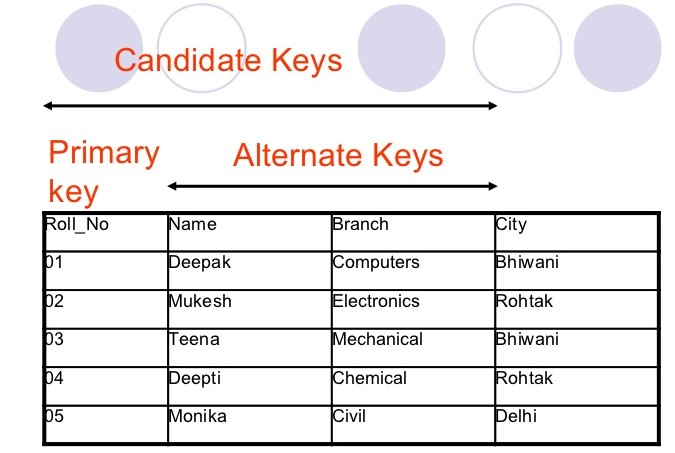 Candidate Keys
Primary key
Alternate Keys
Roll_No Name Branch City
01 Deepak Computers Bhiwani
02 Mukesh Electronics Rohtak
03 Teena Mechanical Bhiwani
04 Deepti Chemical Rohtak
05 Monika Civil Delhi